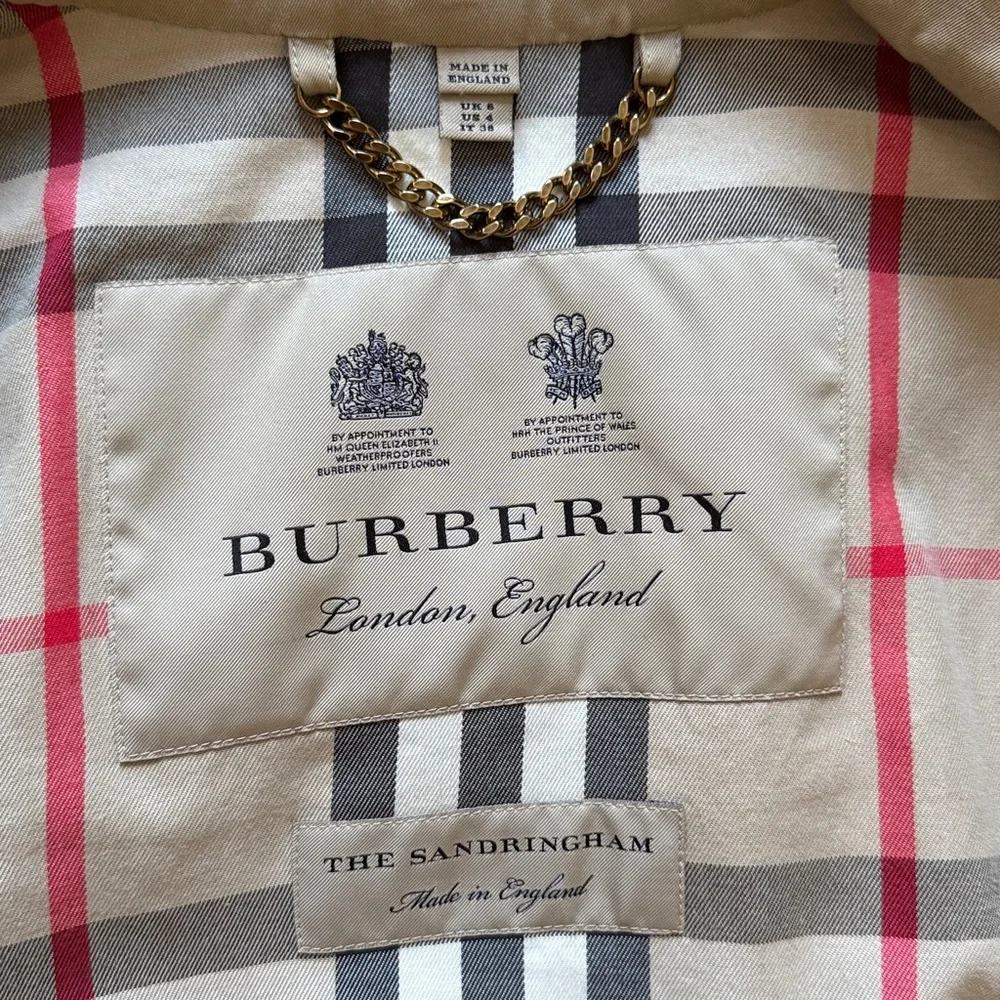 MADE IN
ENGLAND
UK 6
US 4
IT 38
BY APPOINTMENT TO
HM QUEEN ELIZABETH II
WEATHERPROOFERS
BURBERRY LIMITED LONDON
BY APPOINTMENT TO
HRH THE PRINCE OF WALES
OUTFITTERS
BURBERRY LIMITED LONDON
BURBERRY
London, England
THE SANDRINGHAM
Made in England